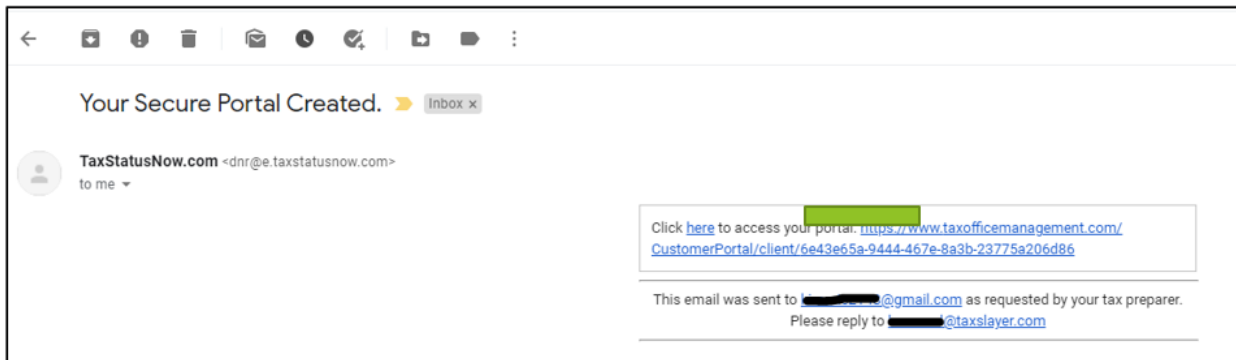 Your Secure Portal Created. Inbox x
TaxStatusNow.com <dnr@e.taxstatusnow.com>
to me
Click here to access your portal. https://www.taxofficemanagement.com/
CustomerPortal/client/6e43e65a-9444-467e-8a3b-23775a206d86
This email was sent to @gmail.com as requested by your tax preparer.
Please reply to @taxslayer.com